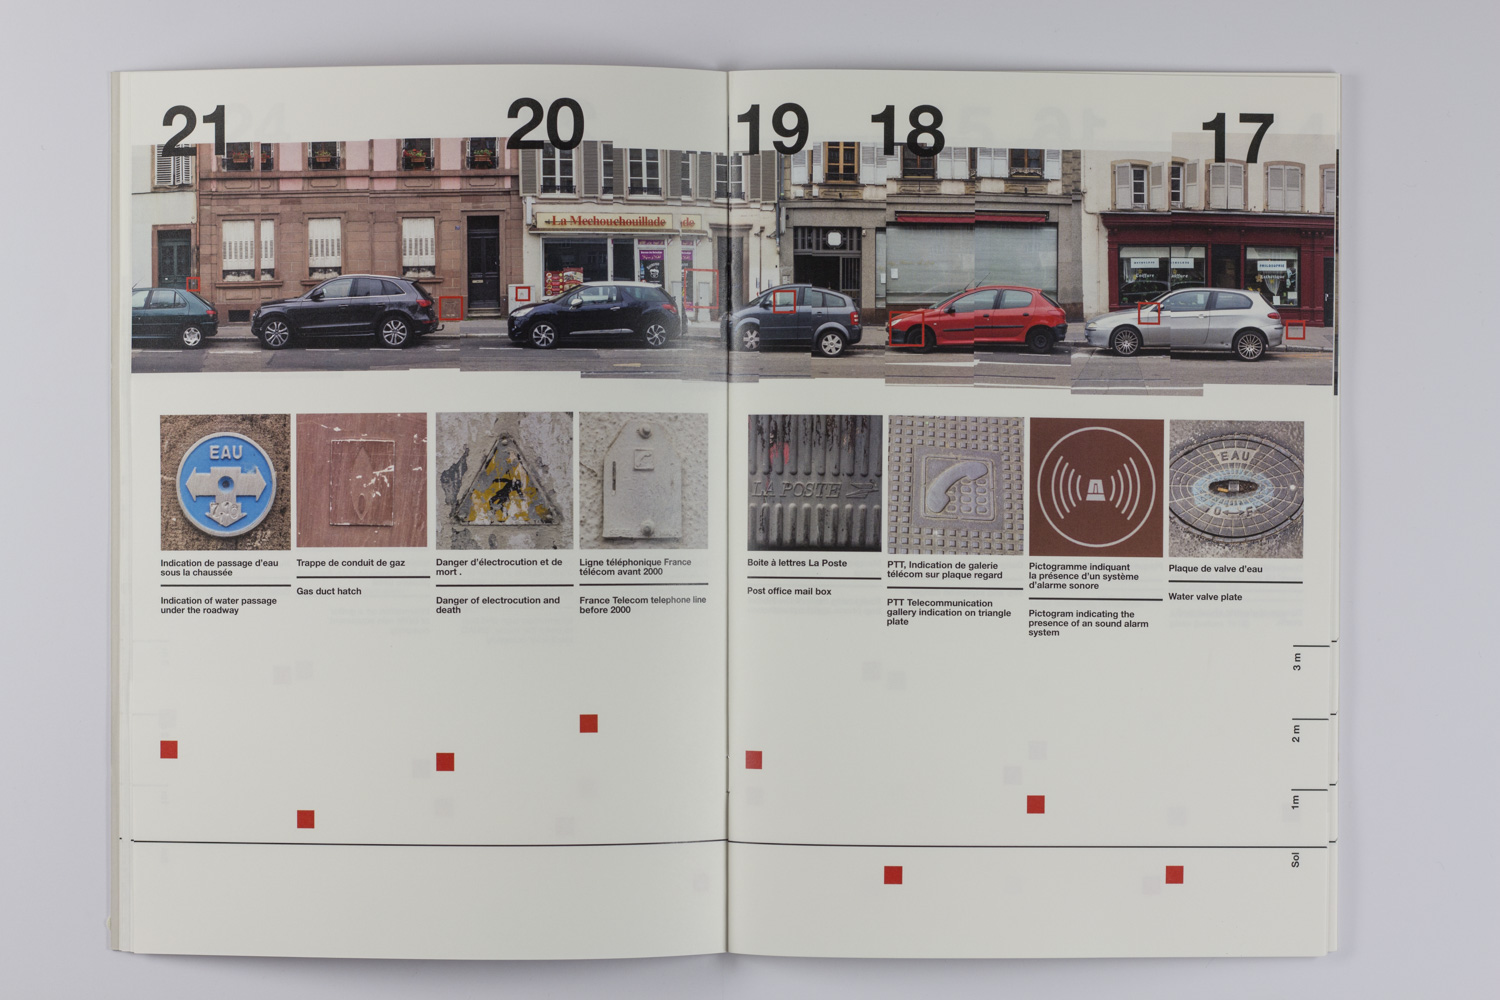 21
20
19
18
17
La Mechouchouillade
de
EAU
LA POSTE
EAU
Indication de passage d'eau
sous la chaussée
Indication of water passage
under the roadway
Trappe de conduit de gaz
Gas duct hatch
Danger d'électrocution et de
mort .
Danger of electrocution and
death
Ligne téléphonique France
télécom avant 2000
France Telecom telephone line
before 2000
Boite à lettres La Poste
Post office mail box
PTT, Indication de galerie
télécom sur plaque regard
PTT Telecommunication
gallery indication on triangle
plate
Pictogramme indiquant
la présence d'un système
d'alarme sonore
Pictogram indicating the
presence of an sound alarm
system
Plaque de valve d'eau
Water valve plate
3 m
2 m
1m
Sol